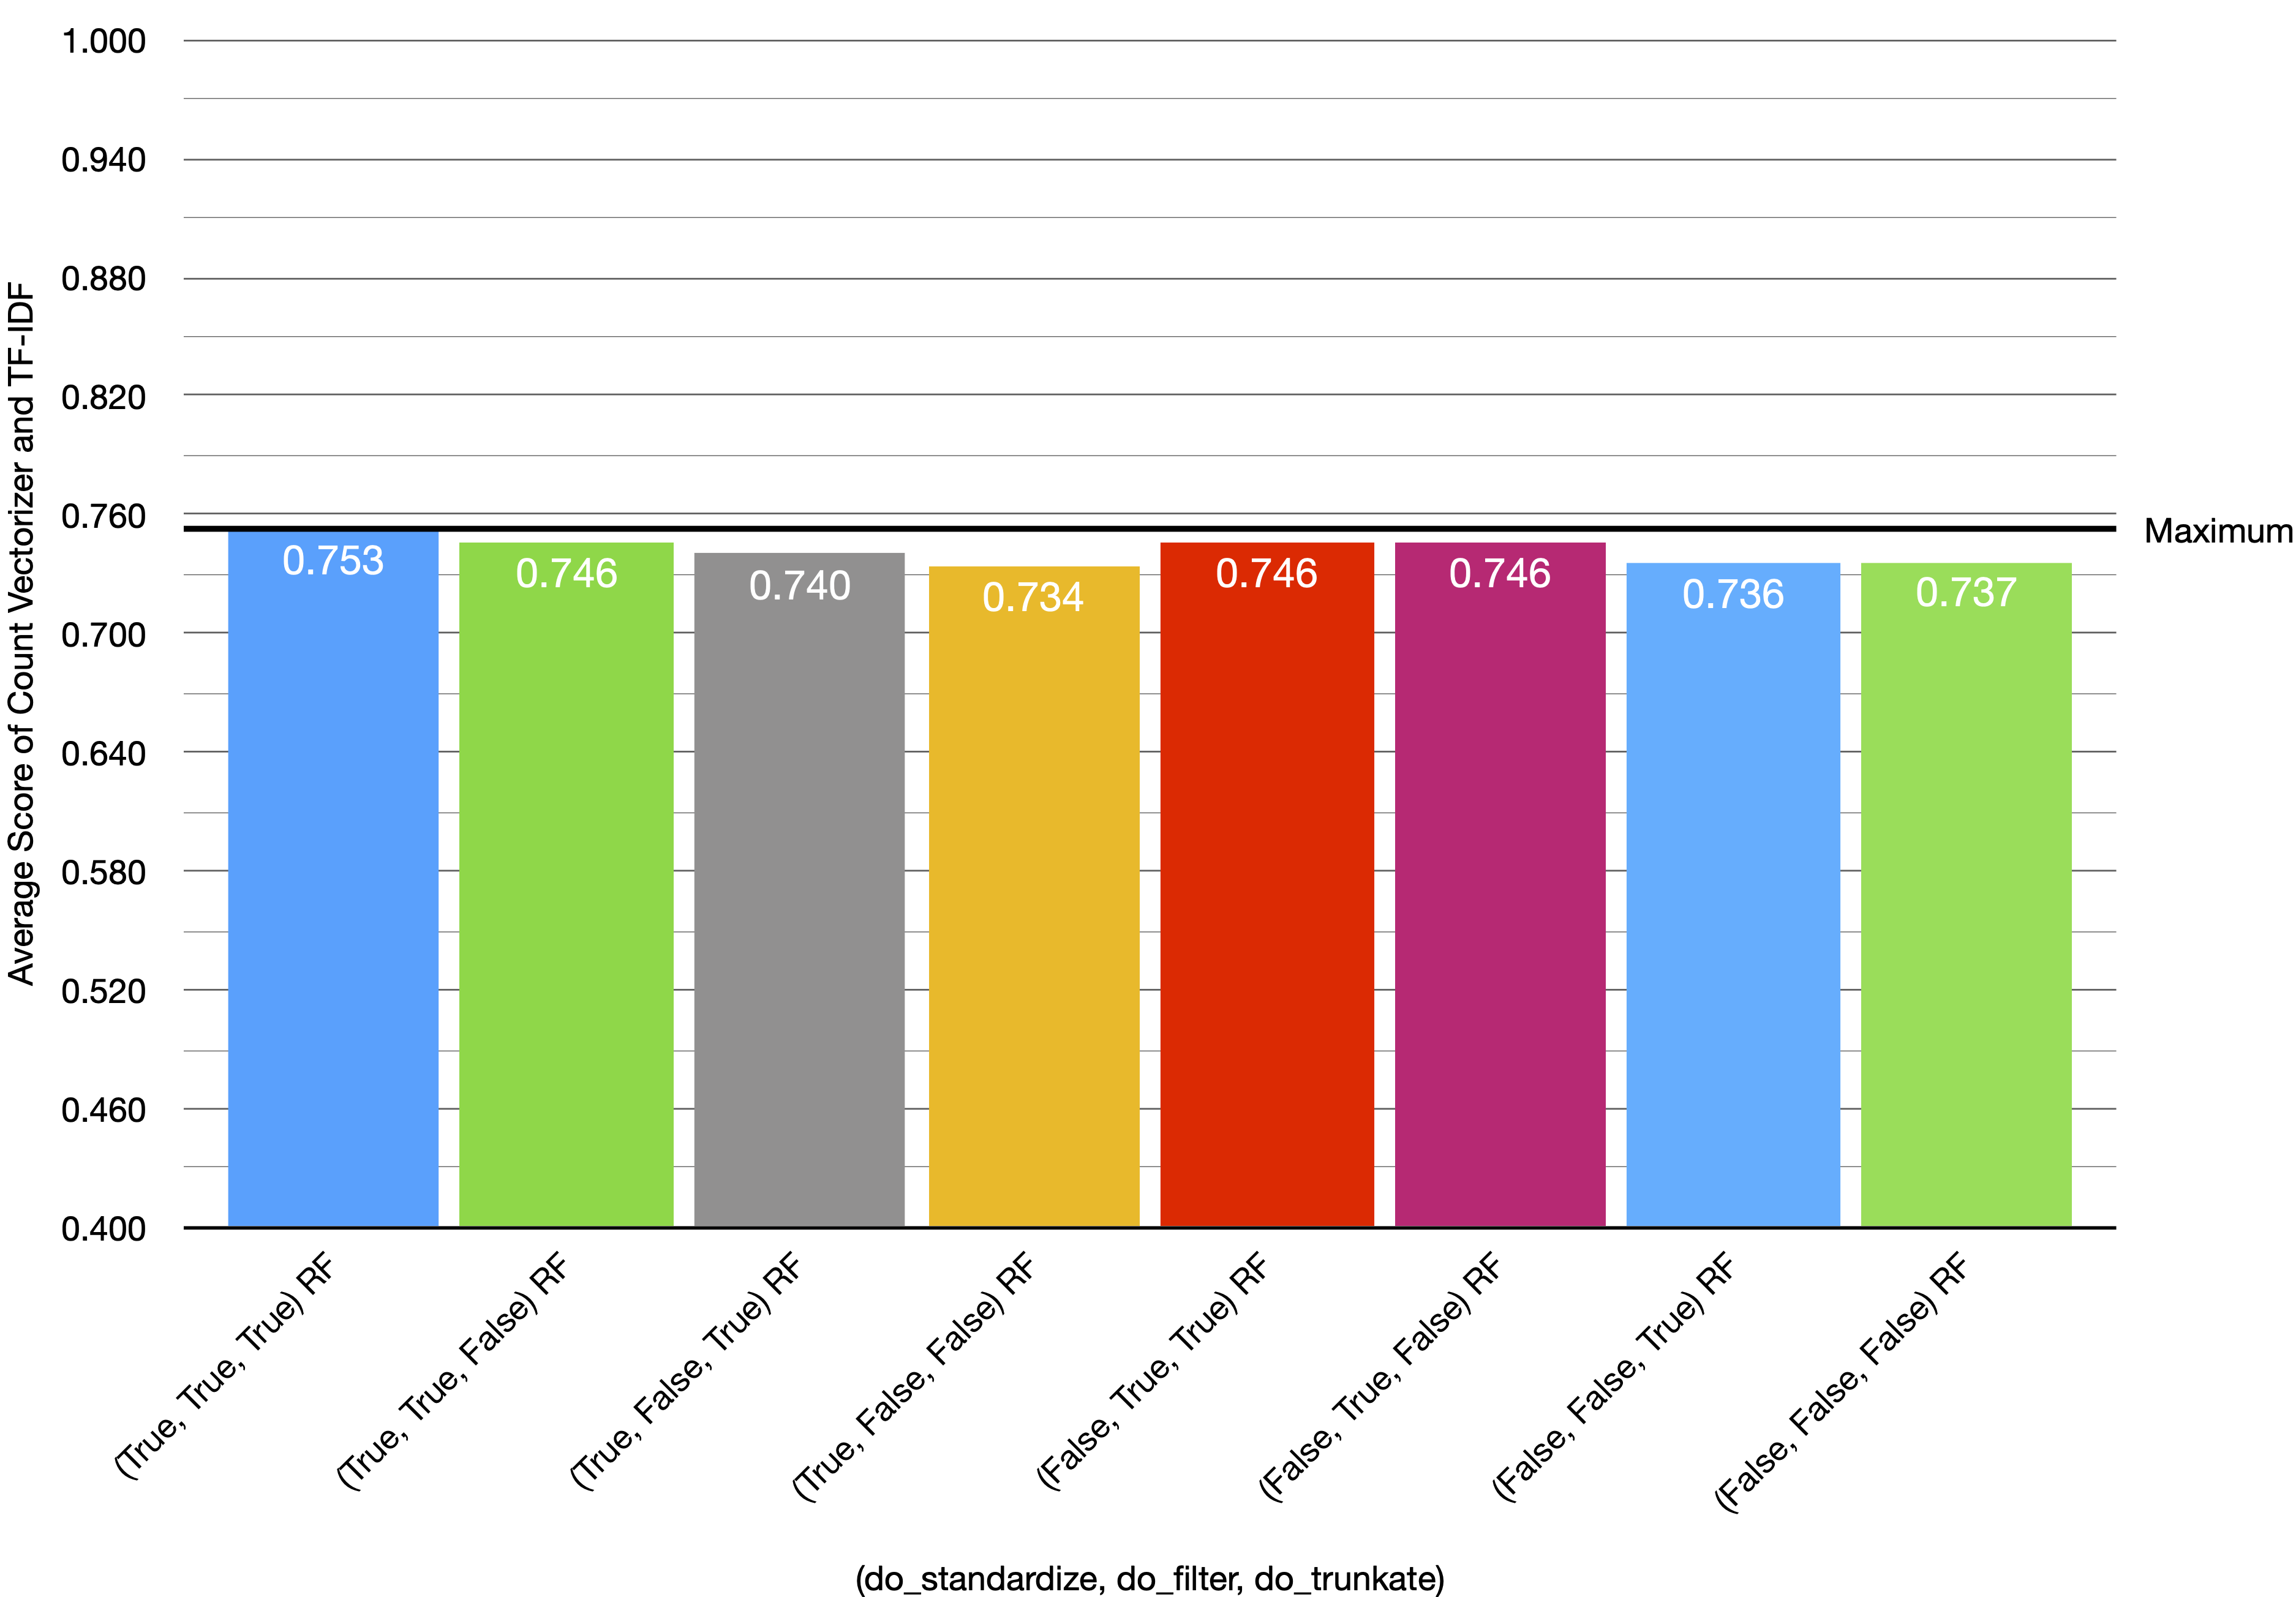 Average Score of Count Vectorizer and TF-IDF
1.000
0.940
0.880
0.820
0.760
0.700
0.640
0.580
0.520
0.460
0.400
Maximum
0.753
0.746
0.740
0.734
0.746
0.746
0.736
0.737
(True, True, True) RF
(True, True, False) RF
(True, False, True) RF
(True, False, False) RF
(False, True, True) RF
(False, True, False) RF
(False, False, True) RF
(False, False, False) RF
(do_standardize, do_filter, do_trunkate)